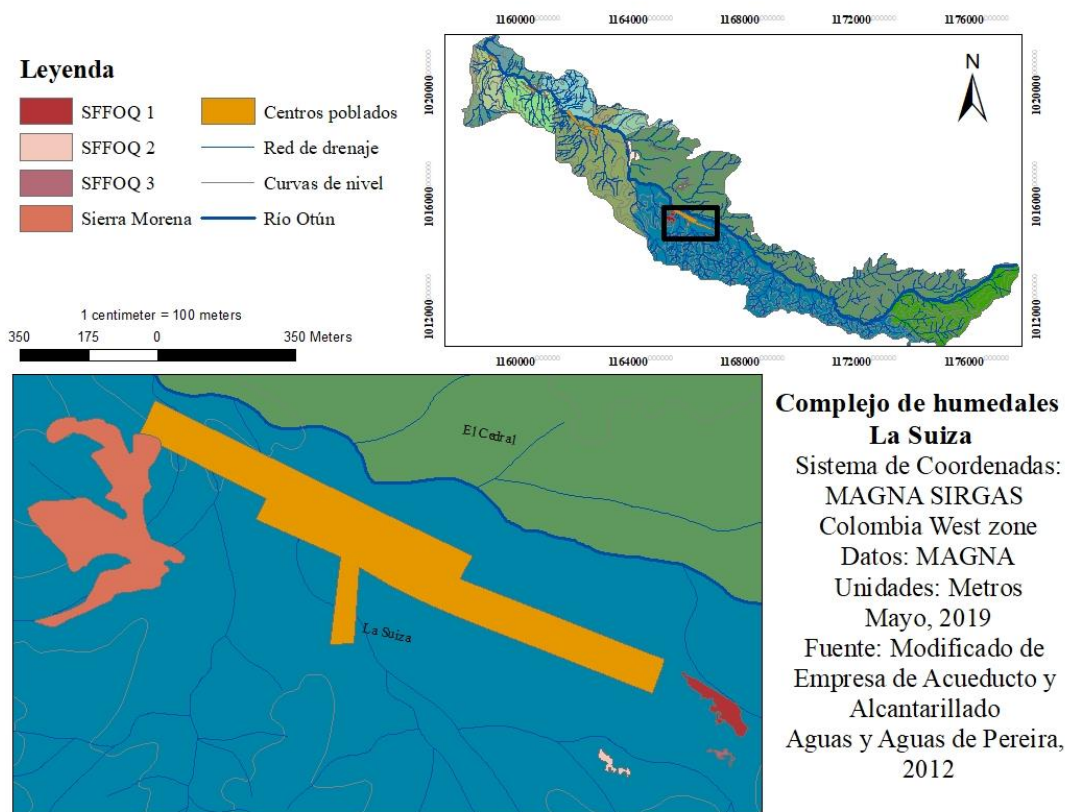 Leyenda
SFFOQ 1
SFFOQ 2
SFFOQ 3
Sierra Morena
Centros poblados
Red de drenaje
Curvas de nivel
Río Otún
1 centimeter = 100 meters
350 175 0 350 Meters
1160000 1164000 1168000 1172000 1176000
1020000
1016000
1012000
N
1020000
1016000
1012000
1160000 1164000 1168000 1172000 1176000
El Cedral
La Suiza
Complejo de humedales
La Suiza
Sistema de Coordenadas:
MAGNA SIRGAS
Colombia West zone
Datos: MAGNA
Unidades: Metros
Mayo, 2019
Fuente: Modificado de
Empresa de Acueducto y
Alcantarillado
Aguas y Aguas de Pereira,
2012